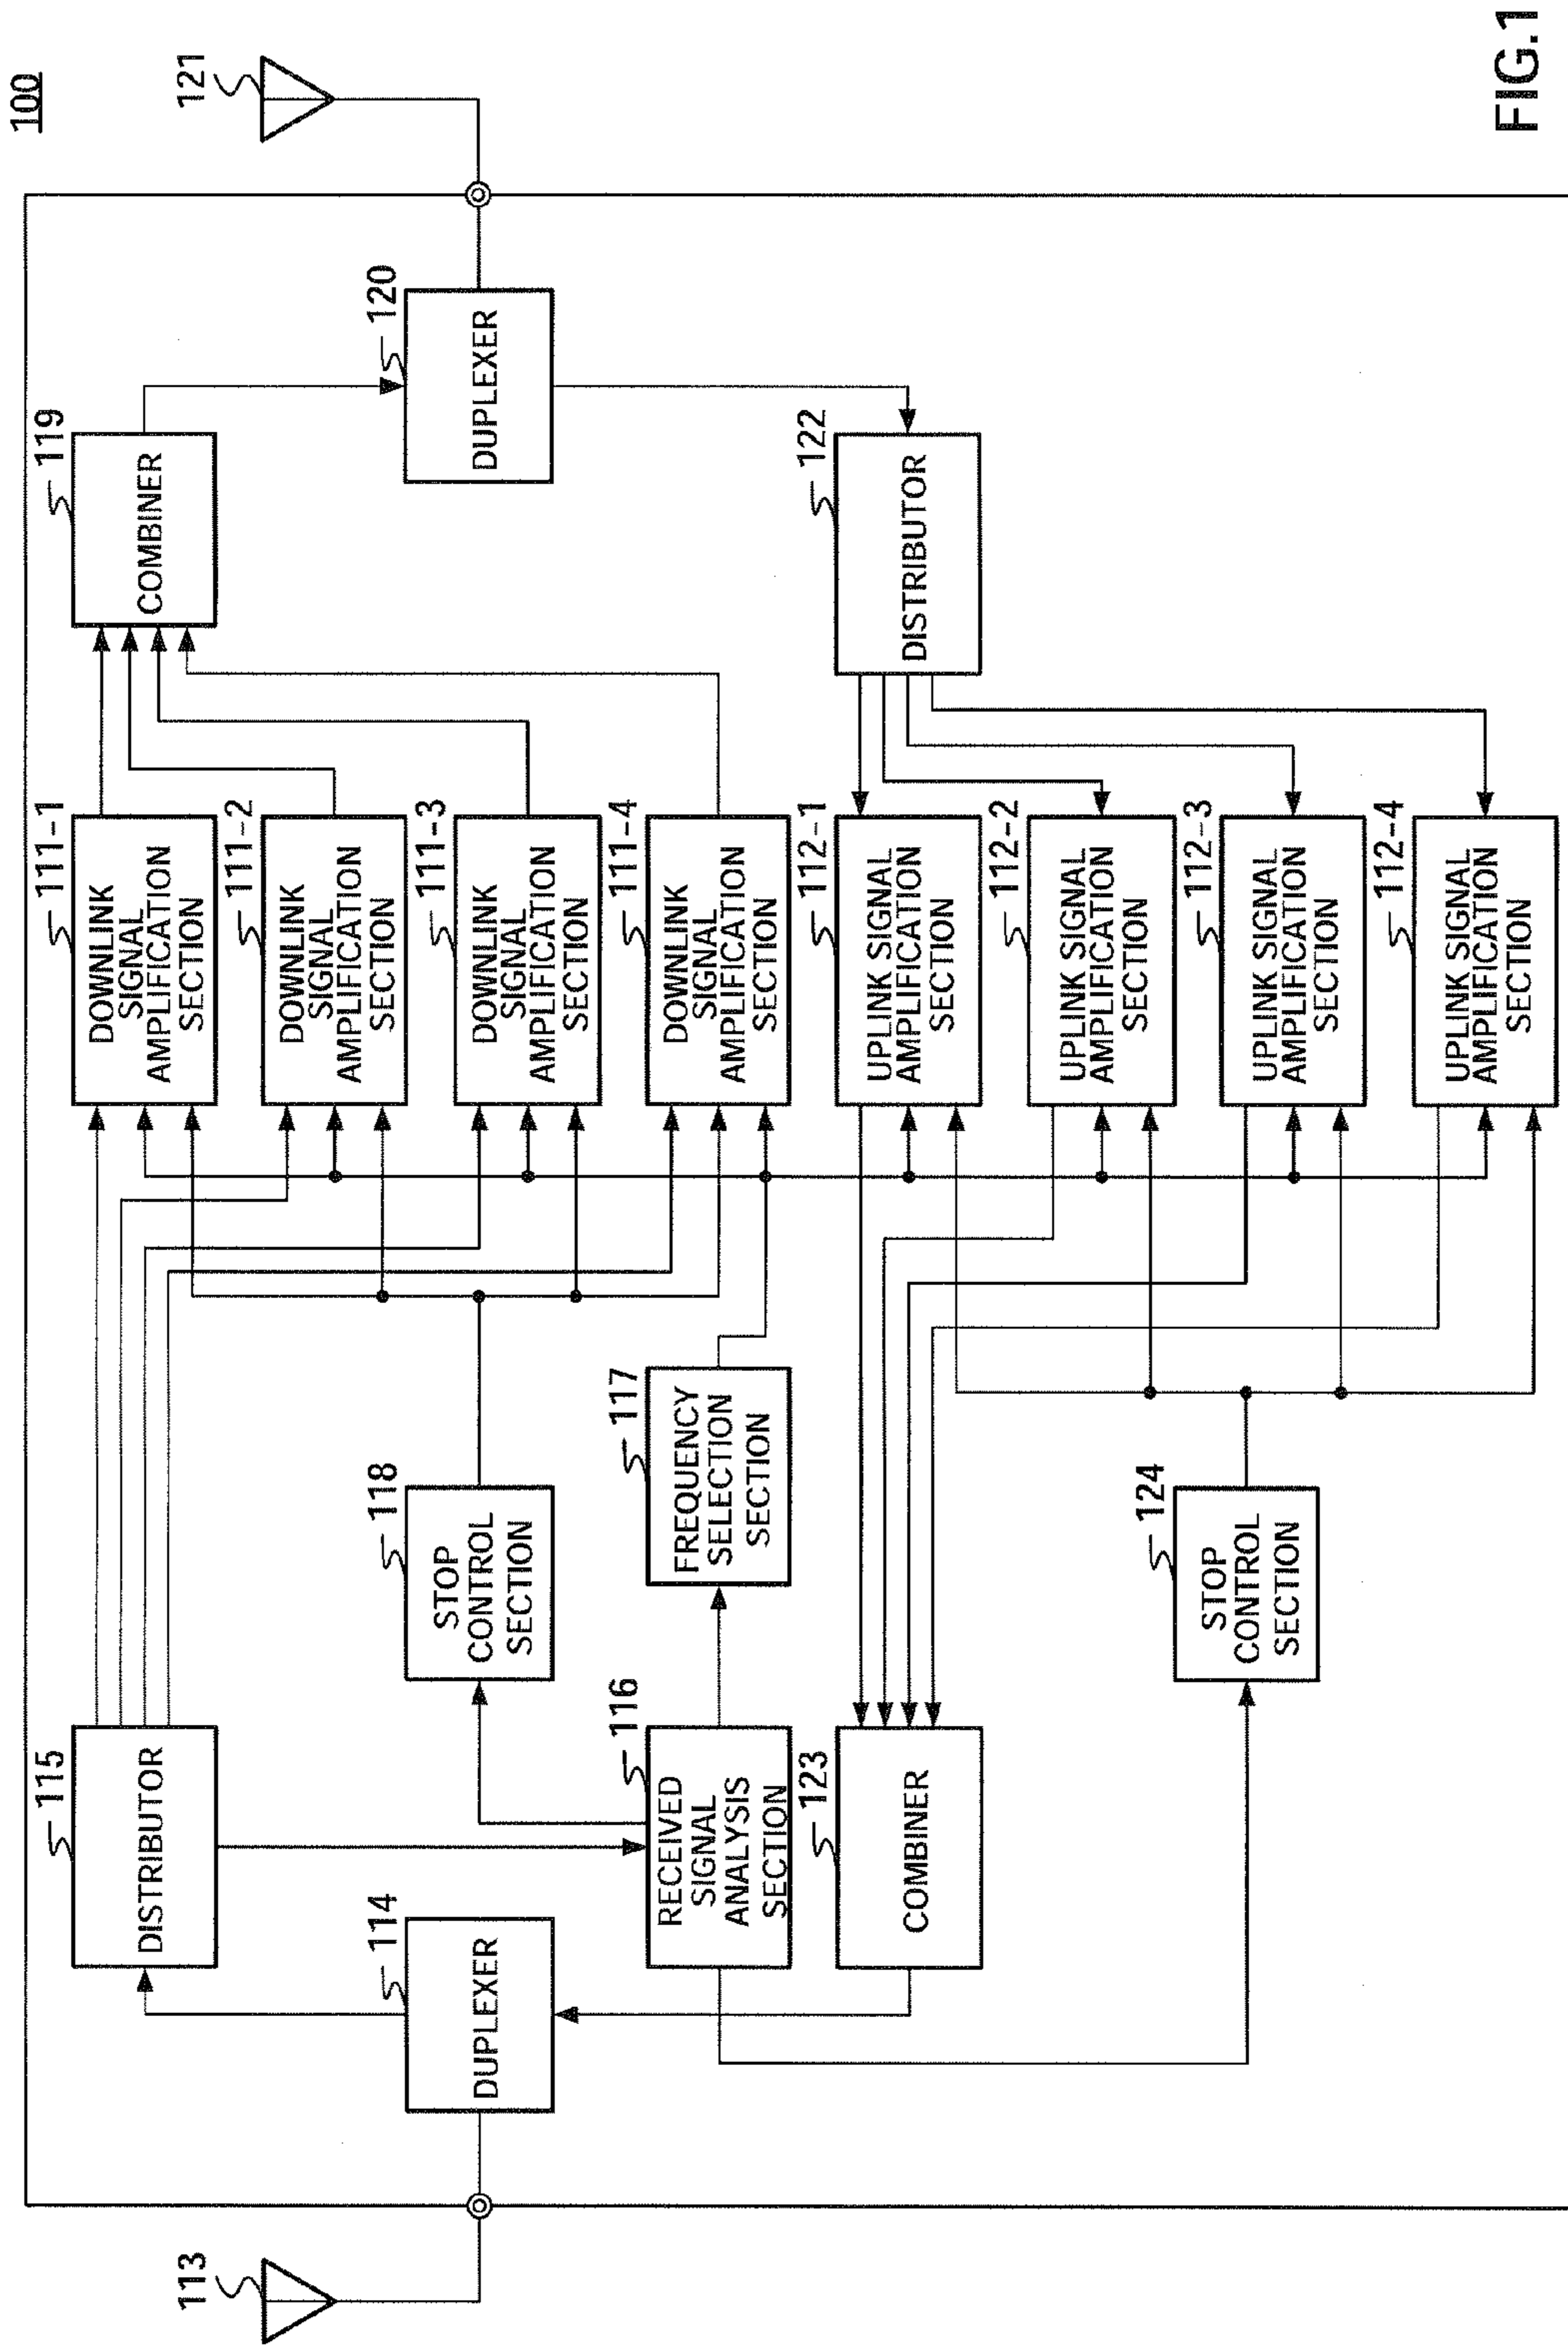 100
113
121
115
DISTRIBUTOR
111-1
DOWNLINK
SIGNAL
AMPLIFICATION
SECTION
119
COMBINER
111-2
DOWNLINK
SIGNAL
AMPLIFICATION
SECTION
114
DUPLEXER
118
STOP
CONTROL
SECTION
111-3
DOWNLINK
SIGNAL
AMPLIFICATION
SECTION
120
DUPLEXER
116
RECEIVED
SIGNAL
ANALYSIS
SECTION
117
FREQUENCY
SELECTION
SECTION
111-4
DOWNLINK
SIGNAL
AMPLIFICATION
SECTION
123
COMBINER
112-1
UPLINK SIGNAL
AMPLIFICATION
SECTION
122
DISTRIBUTOR
112-2
UPLINK SIGNAL
AMPLIFICATION
SECTION
124
STOP
CONTROL
SECTION
112-3
UPLINK SIGNAL
AMPLIFICATION
SECTION
112-4
UPLINK SIGNAL
AMPLIFICATION
SECTION
FIG.1